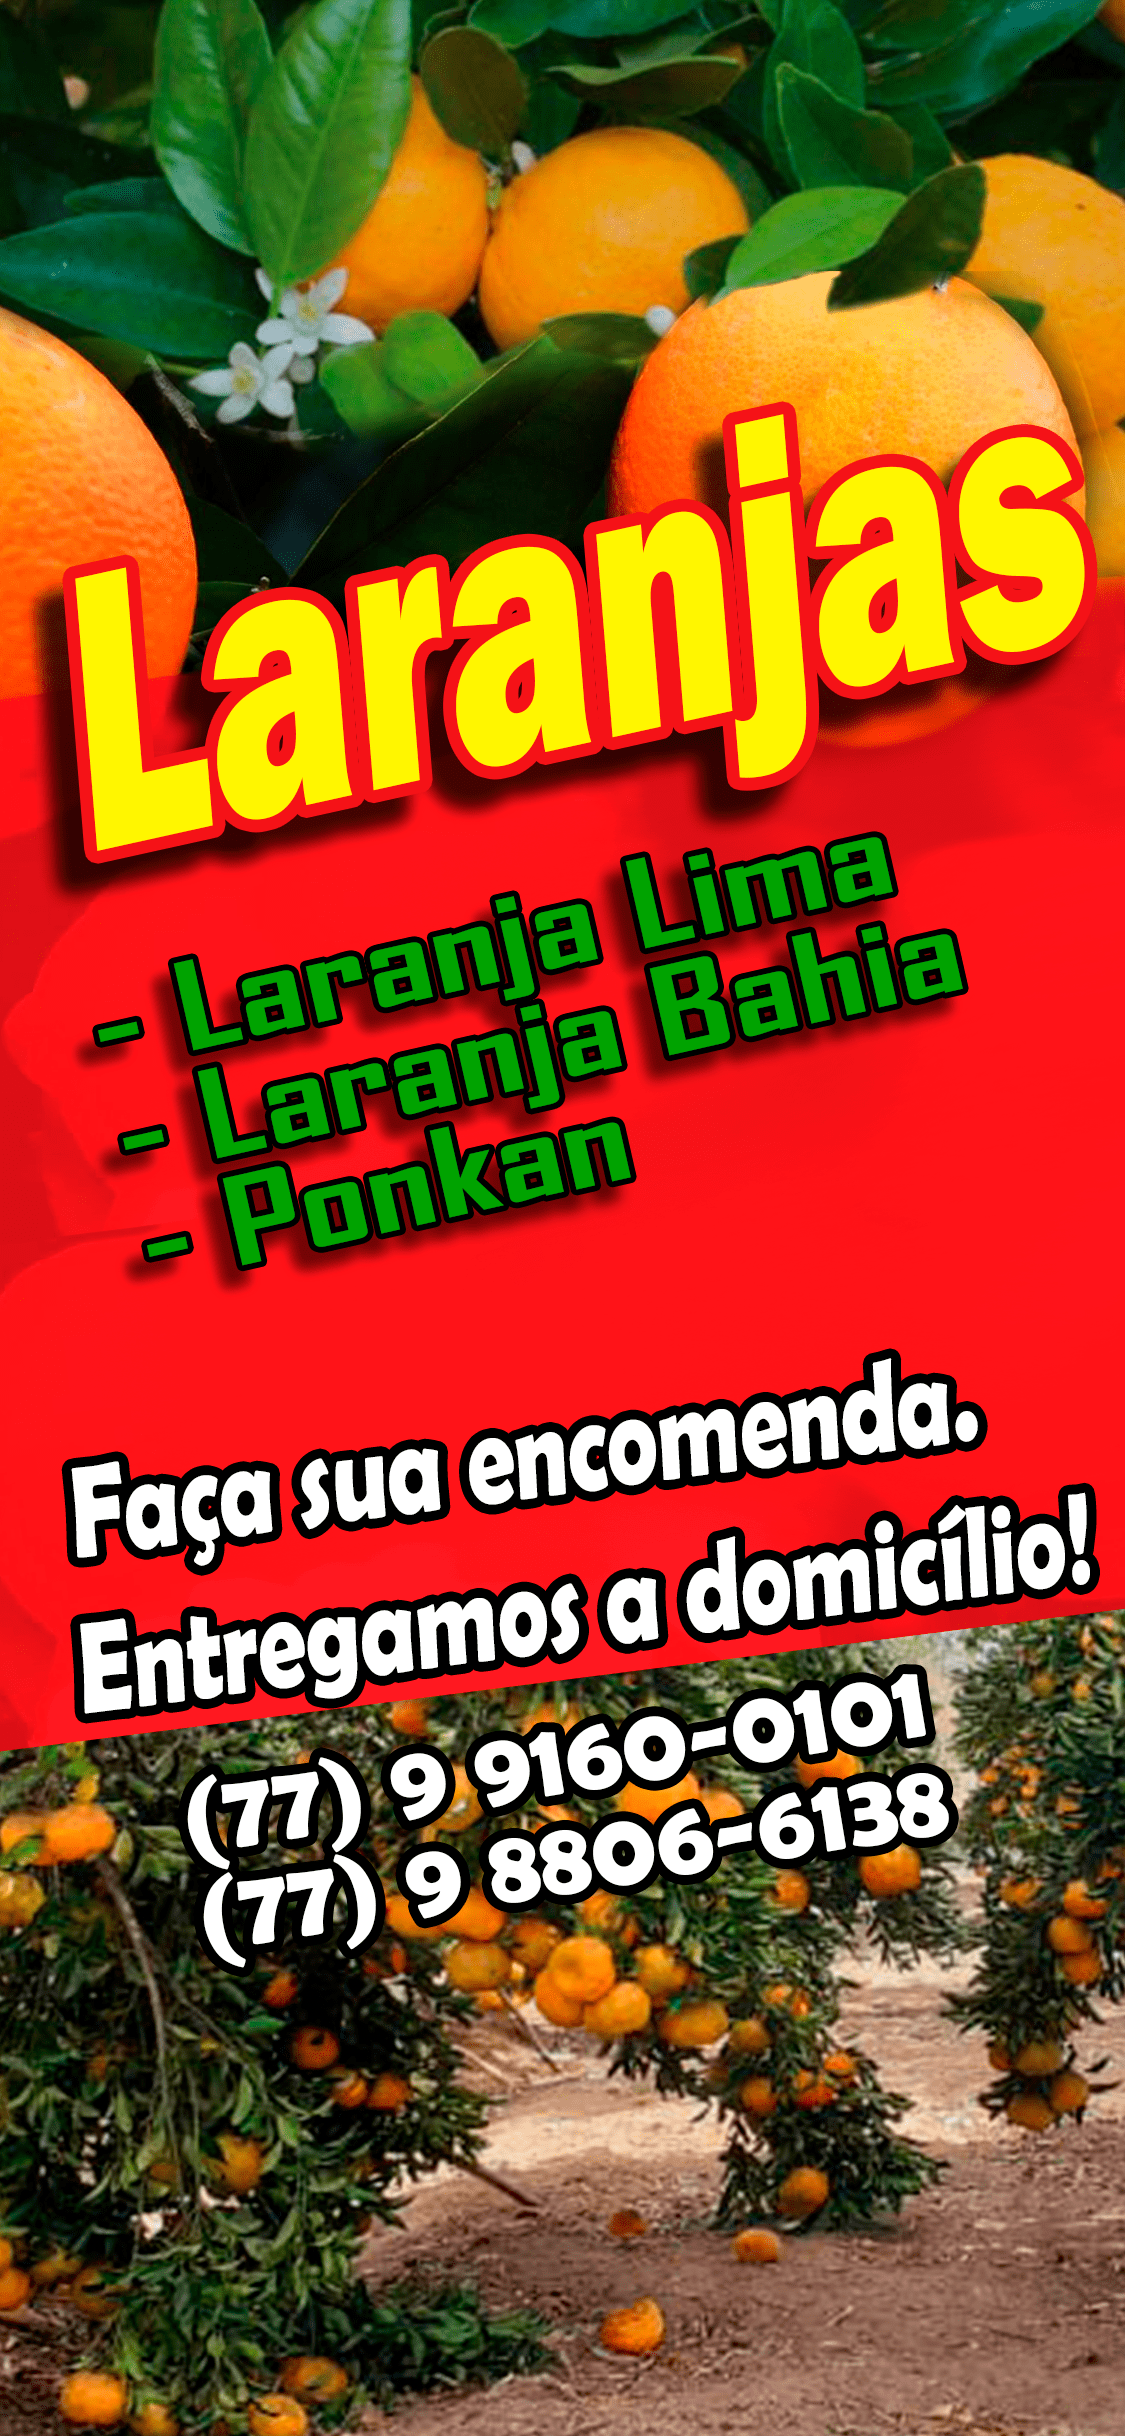 Laranjas
- Laranja Lima
- Laranja Bahia
- Ponkan
Faça sua encomenda.
Entregamos a domicílio!
(77) 9 9160-0101
(77) 9 8806-6138